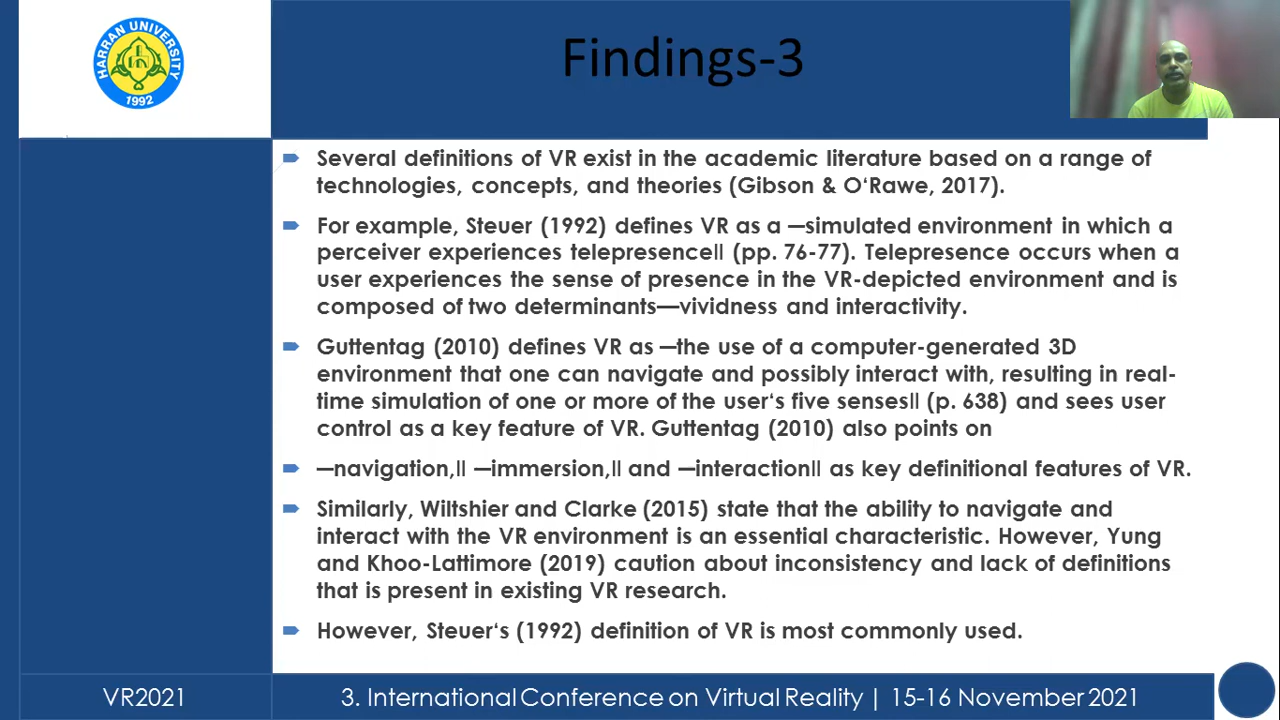 HARRAN UNIVERSITY
1992
Findings-3
Several definitions of VR exist in the academic literature based on a range of
technologies, concepts, and theories (Gibson & O‘Rawe, 2017).
For example, Steuer (1992) defines VR as a ―simulated environment in which a
perceiver experiences telepresence‖ (pp. 76-77). Telepresence occurs when a
user experiences the sense of presence in the VR-depicted environment and is
composed of two determinants—vividness and interactivity.
Guttentag (2010) defines VR as ―the use of a computer-generated 3D
environment that one can navigate and possibly interact with, resulting in real-
time simulation of one or more of the user‘s five senses‖ (p. 638) and sees user
control as a key feature of VR. Guttentag (2010) also points on
―navigation,‖ ―immersion,‖ and ―interaction‖ as key definitional features of VR.
Similarly, Wiltshier and Clarke (2015) state that the ability to navigate and
interact with the VR environment is an essential characteristic. However, Yung
and Khoo-Lattimore (2019) caution about inconsistency and lack of definitions
that is present in existing VR research.
However, Steuer‘s (1992) definition of VR is most commonly used.
VR2021
3. International Conference on Virtual Reality | 15-16 November 2021